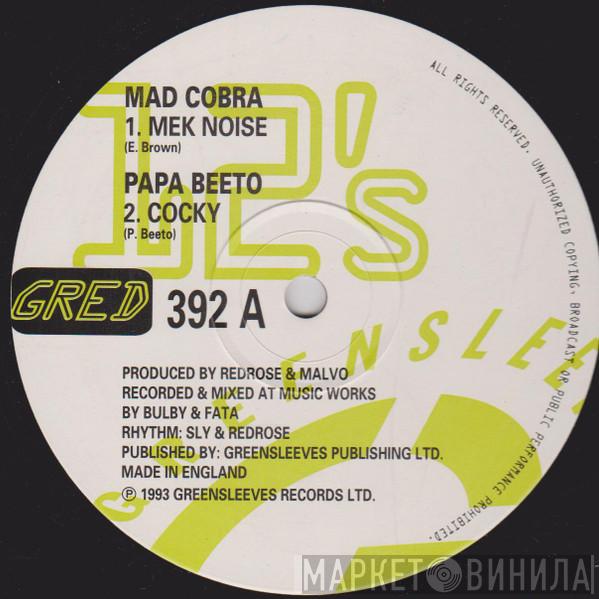 12's
MAD COBRA
1. MEK NOISE
(E. Brown)
PAPA BEETO
2. COCKY
(P. Beeto)
GRED
392 A
PRODUCED BY REDROSE & MALVO
RECORDED & MIXED AT MUSIC WORKS
BY BULBY & FATA
RHYTHM: SLY & REDROSE
PUBLISHED BY: GREENSLEEVES PUBLISHING LTD.
MADE IN ENGLAND
℗ 1993 GREENSLEEVES RECORDS LTD.
ALL RIGHTS RESERVED. UNAUTHORIZED COPYING, BROADCAST OR PUBLIC PERFORMANCE PROHIBITED.
GREENSLEE
МАРКЕТ ВИНИЛА